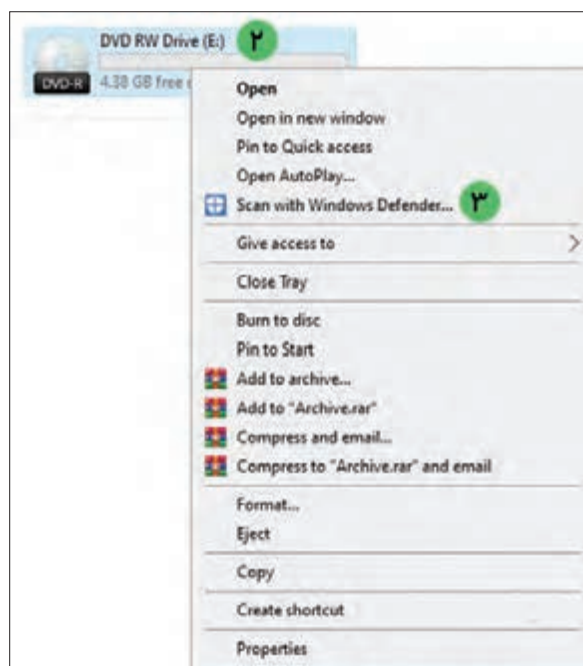 DVD RW Drive (E:) ۲
DVD-R 4.38 GB free
Open
Open in new window
Pin to Quick access
Open AutoPlay...
Scan with Windows Defender... ۳
Give access to
Close Tray
Burn to disc
Pin to Start
Add to archive...
Add to "Archive.rar"
Compress and email...
Compress to "Archive.rar" and email
Format...
Eject
Copy
Create shortcut
Properties